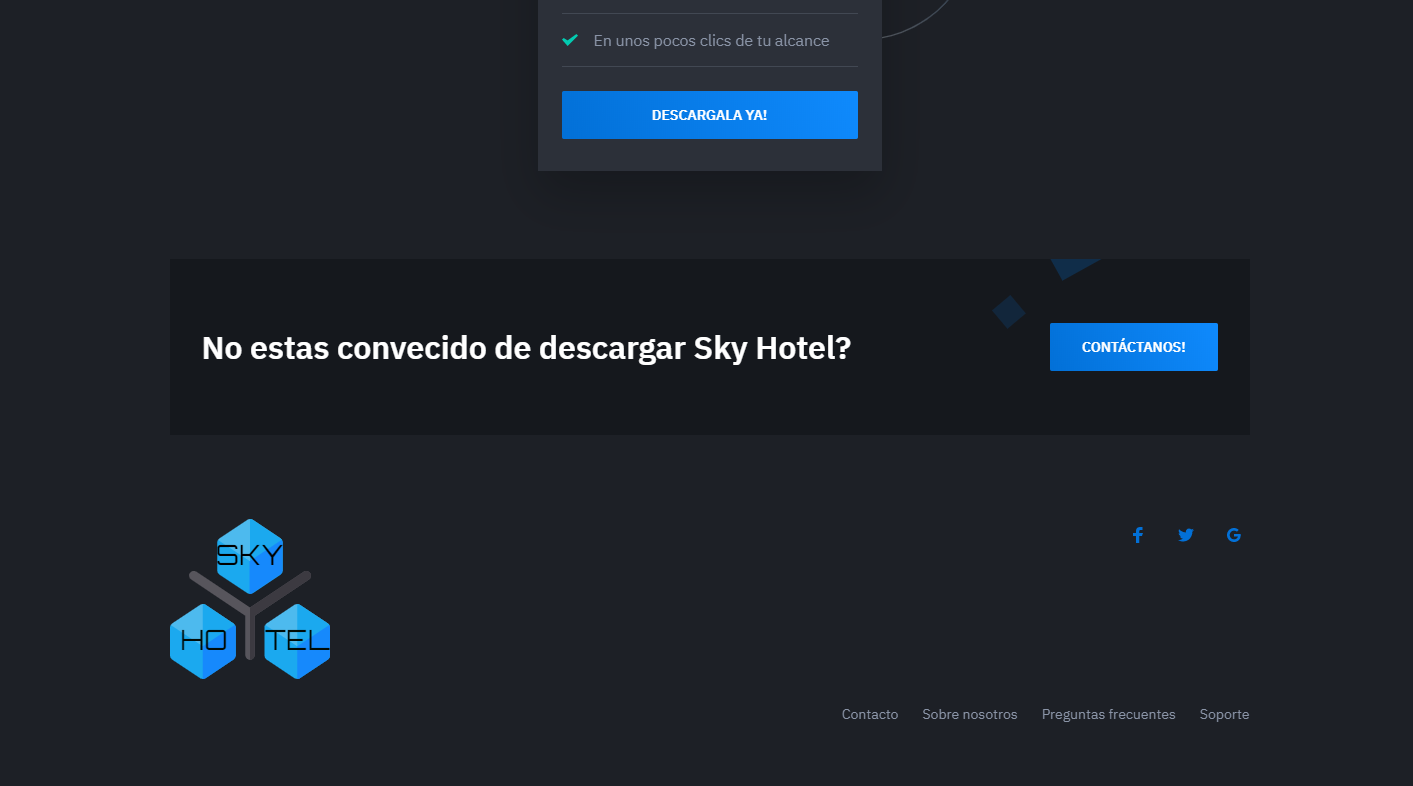 En unos pocos clics de tu alcance
DESCARGALA YA!
No estas convecido de descargar Sky Hotel?
CONTÁCTANOS!
SKY
HO TEL
Contacto Sobre nosotros Preguntas frecuentes Soporte